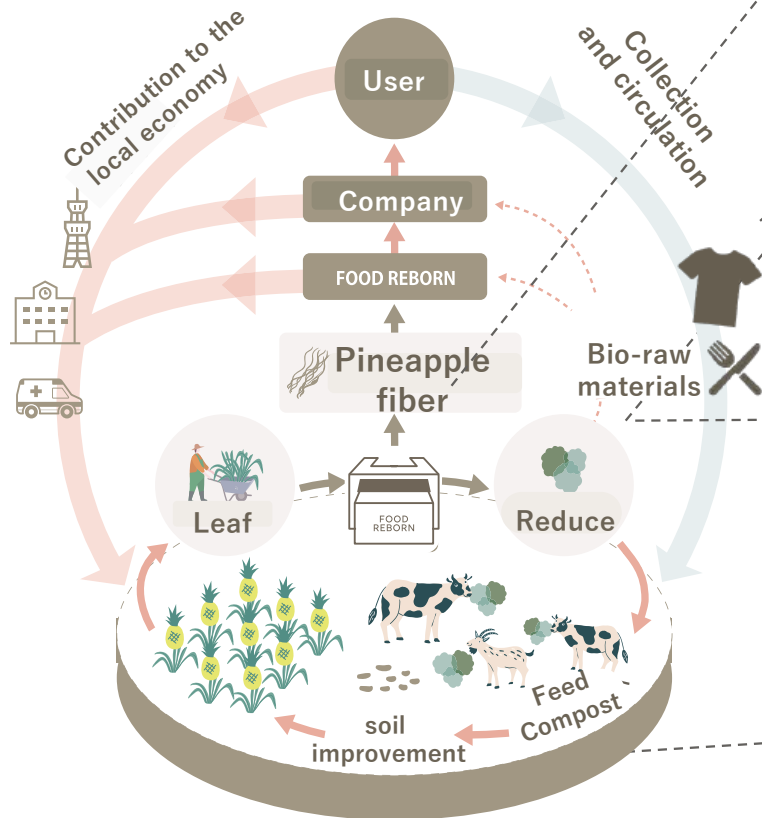 Contribution to the
local economy
User
Collection
and circulation
Company
FOOD REBORN
Pineapple
fiber
Bio-raw
materials
Leaf
FOOD
REBORN
Reduce
Feed
Compost
soil
improvement